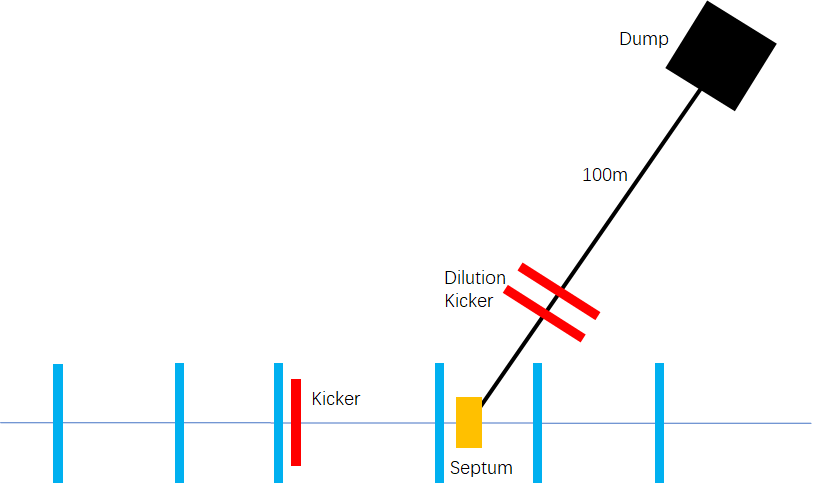 Dump
100m
Dilution
Kicker
Kicker
Septum